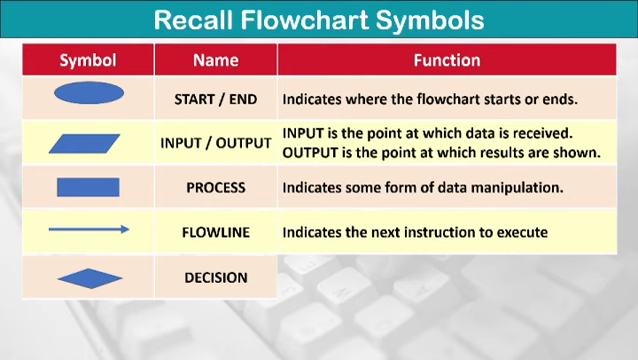 Recall Flowchart Symbols
Symbol Name Function
START / END Indicates where the flowchart starts or ends.
INPUT / OUTPUT INPUT is the point at which data is received.
OUTPUT is the point at which results are shown.
PROCESS Indicates some form of data manipulation.
FLOWLINE Indicates the next instruction to execute
DECISION